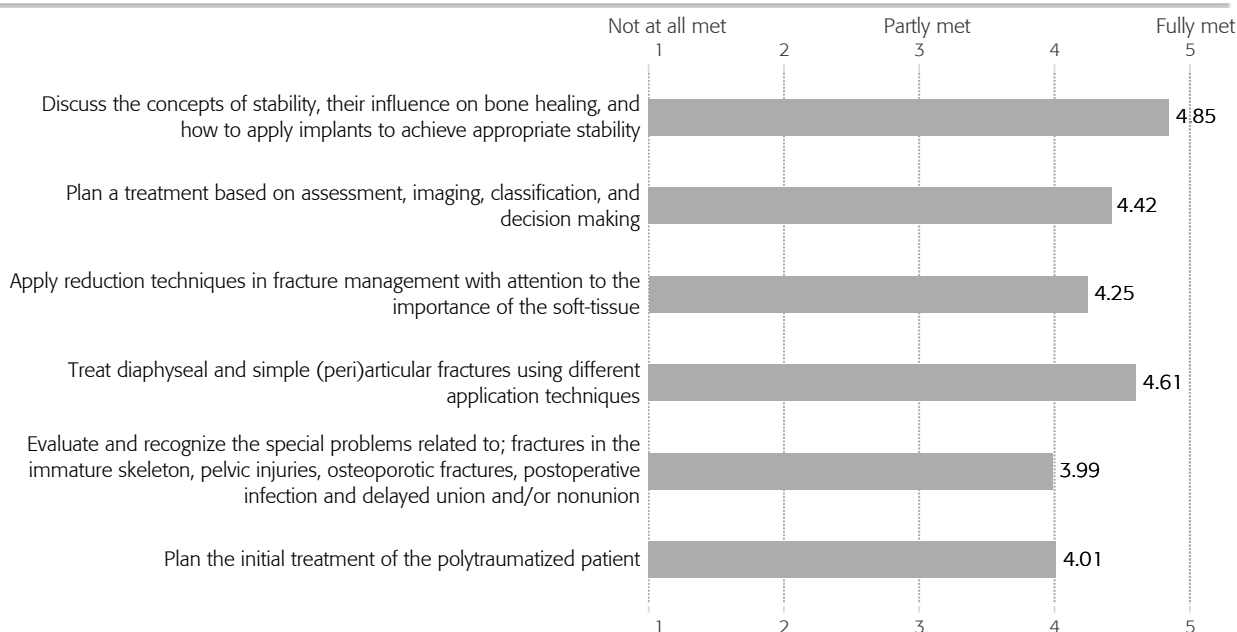 Not at all met Partly met Fully met
1 2 3 4 5
Discuss the concepts of stability, their influence on bone healing, and
how to apply implants to achieve appropriate stability
4.85
Plan a treatment based on assessment, imaging, classification, and
decision making
4.42
Apply reduction techniques in fracture management with attention to the
importance of the soft-tissue
4.25
Treat diaphyseal and simple (peri)articular fractures using different
application techniques
4.61
Evaluate and recognize the special problems related to; fractures in the
immature skeleton, pelvic injuries, osteoporotic fractures, postoperative
infection and delayed union and/or nonunion
3.99
Plan the initial treatment of the polytraumatized patient 4.01
1 2 3 4 5